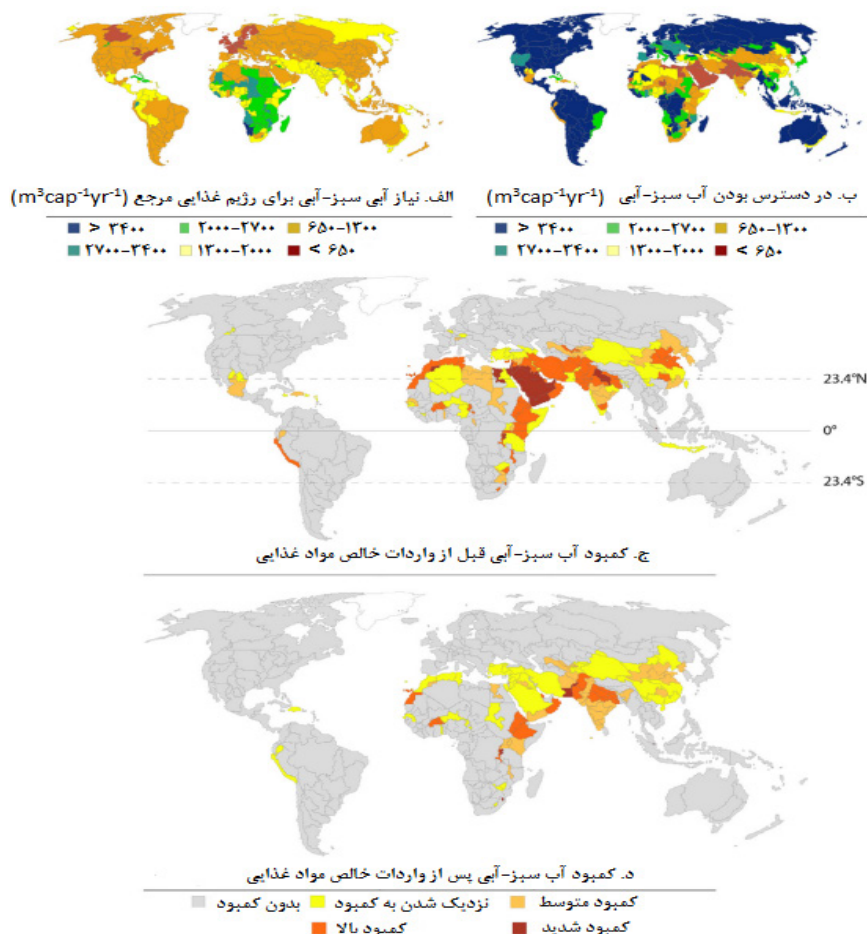 ب. در دسترس بودن آب سبز-آبی (m³cap⁻¹yr⁻¹)
> ۳۴۰۰ ۲۰۰۰-۲۷۰۰ ۶۵۰-۱۳۰۰
۲۷۰۰-۳۴۰۰ ۱۳۰۰-۲۰۰۰ < ۶۵۰
الف. نیاز آبی سبز-آبی برای رژیم غذایی مرجع (m³cap⁻¹yr⁻¹)
> ۳۴۰۰ ۲۰۰۰-۲۷۰۰ ۶۵۰-۱۳۰۰
۲۷۰۰-۳۴۰۰ ۱۳۰۰-۲۰۰۰ < ۶۵۰
23.4°N
0°
23.4°S
ج. کمبود آب سبز-آبی قبل از واردات خالص مواد غذایی
د. کمبود آب سبز-آبی پس از واردات خالص مواد غذایی
بدون کمبود نزدیک شدن به کمبود کمبود متوسط
کمبود بالا کمبود شدید